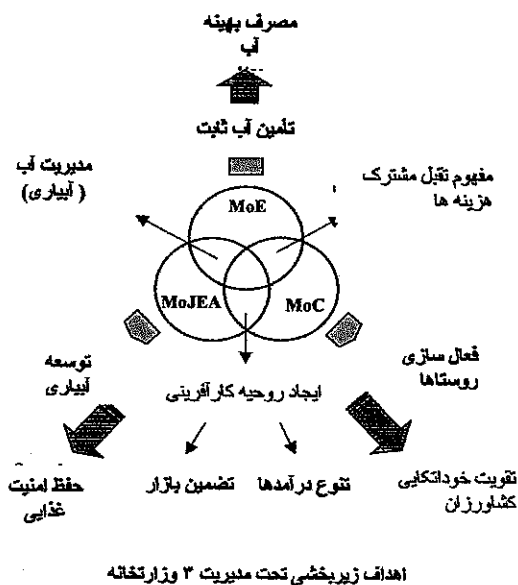 مصرف بهینه
آب
تأمین آب ثابت
مدیریت آب
(آبیاری)
مفهوم تقبل مشترک
هزینه ها
MoE
MoJEA
MoC
توسعه
آبیاری
فعال سازی
روستاها
ایجاد روحیه کارآفرینی
حفظ امنیت
غذایی
تضمین بازار
تنوع درآمدها
تقویت خوداتکایی
کشاورزان
اهداف زیربخشی تحت مدیریت ۳ وزارتخانه